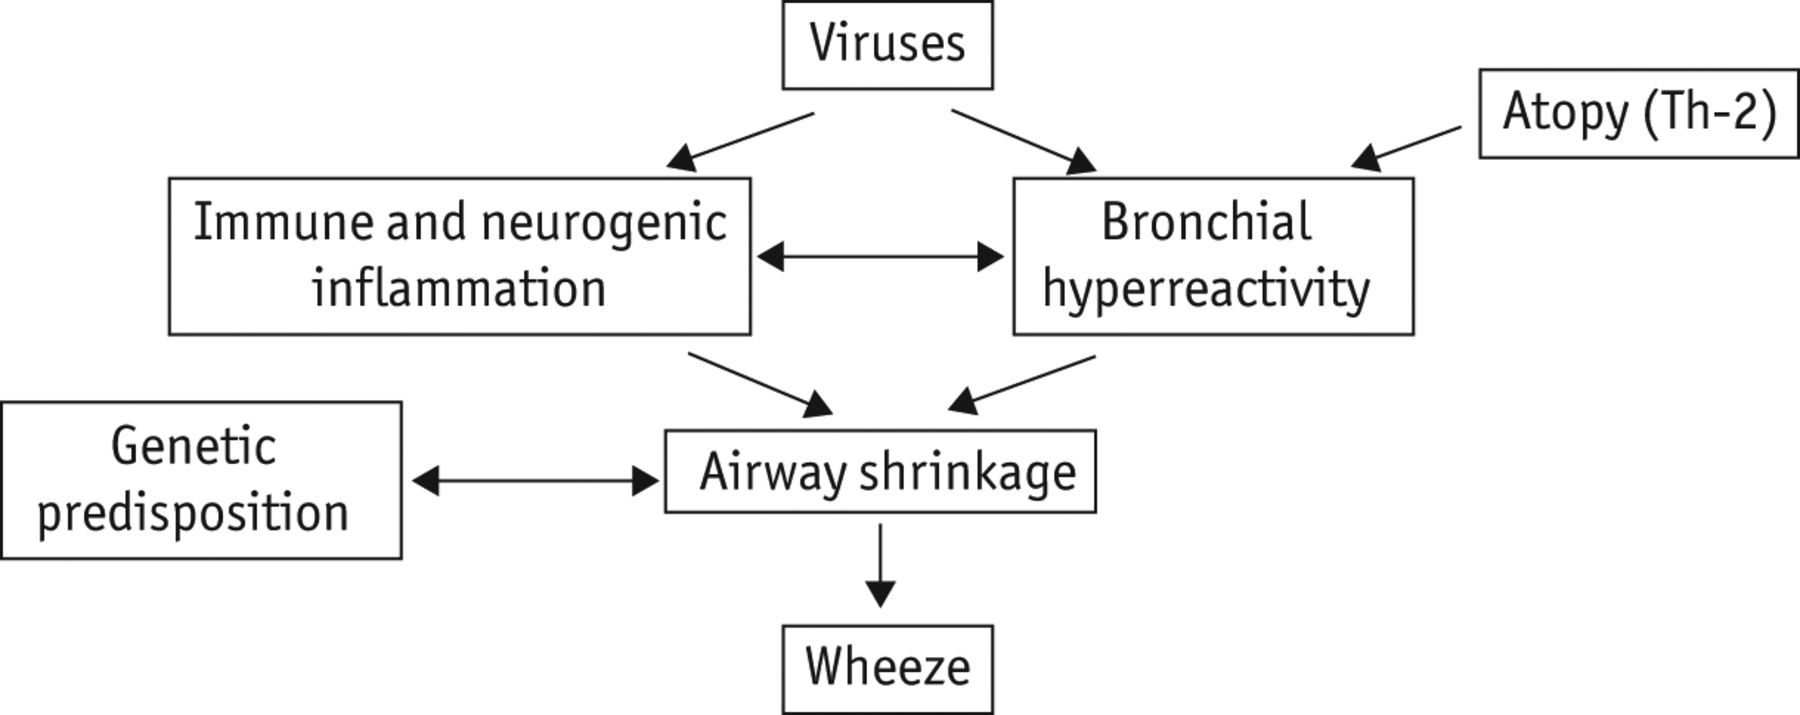 Viruses
Atopy (Th-2)
Immune and neurogenic
inflammation
Bronchial
hyperreactivity
Genetic
predisposition
Airway shrinkage
Wheeze